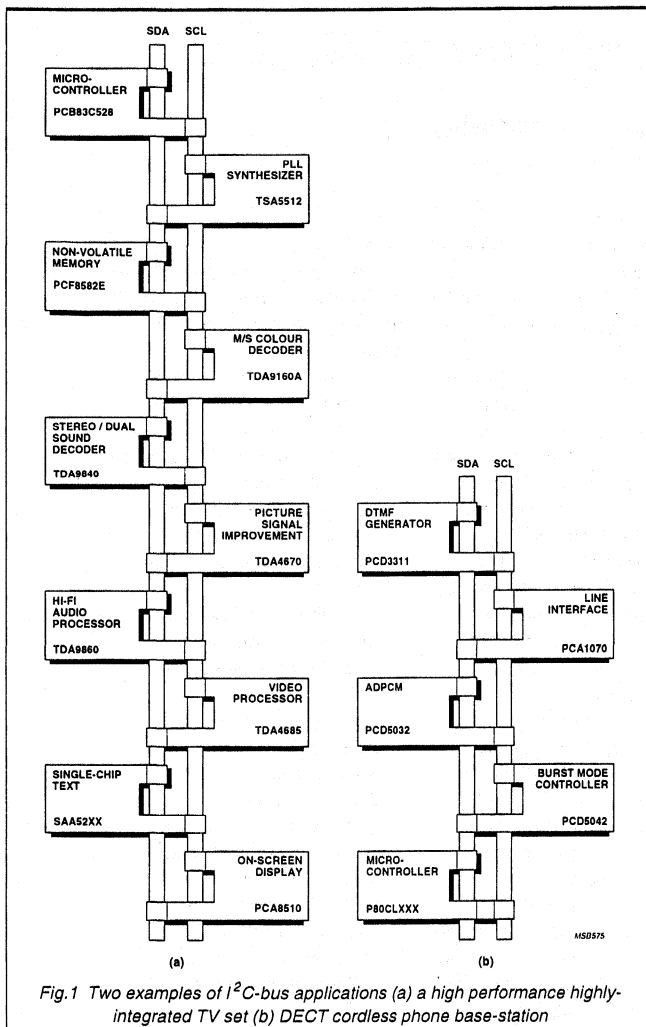 SDA SCL
MICRO-
CONTROLLER
PCB83C528
PLL
SYNTHESIZER
TSA5512
NON-VOLATILE
MEMORY
PCF8582E
M/S COLOUR
DECODER
TDA9160A
STEREO / DUAL
SOUND
DECODER
TDA9840
PICTURE
SIGNAL
IMPROVEMENT
TDA4670
HI-FI
AUDIO
PROCESSOR
TDA9860
VIDEO
PROCESSOR
TDA4685
SINGLE-CHIP
TEXT
SAA52XX
ON-SCREEN
DISPLAY
PCA8510
(a)
SDA SCL
DTMF
GENERATOR
PCD3311
LINE
INTERFACE
PCA1070
ADPCM
PCD5032
BURST MODE
CONTROLLER
PCD5042
MICRO-
CONTROLLER
P80CLXXX
MSB575
(b)
Fig.1 Two examples of I²C-bus applications (a) a high performance highly-
integrated TV set (b) DECT cordless phone base-station